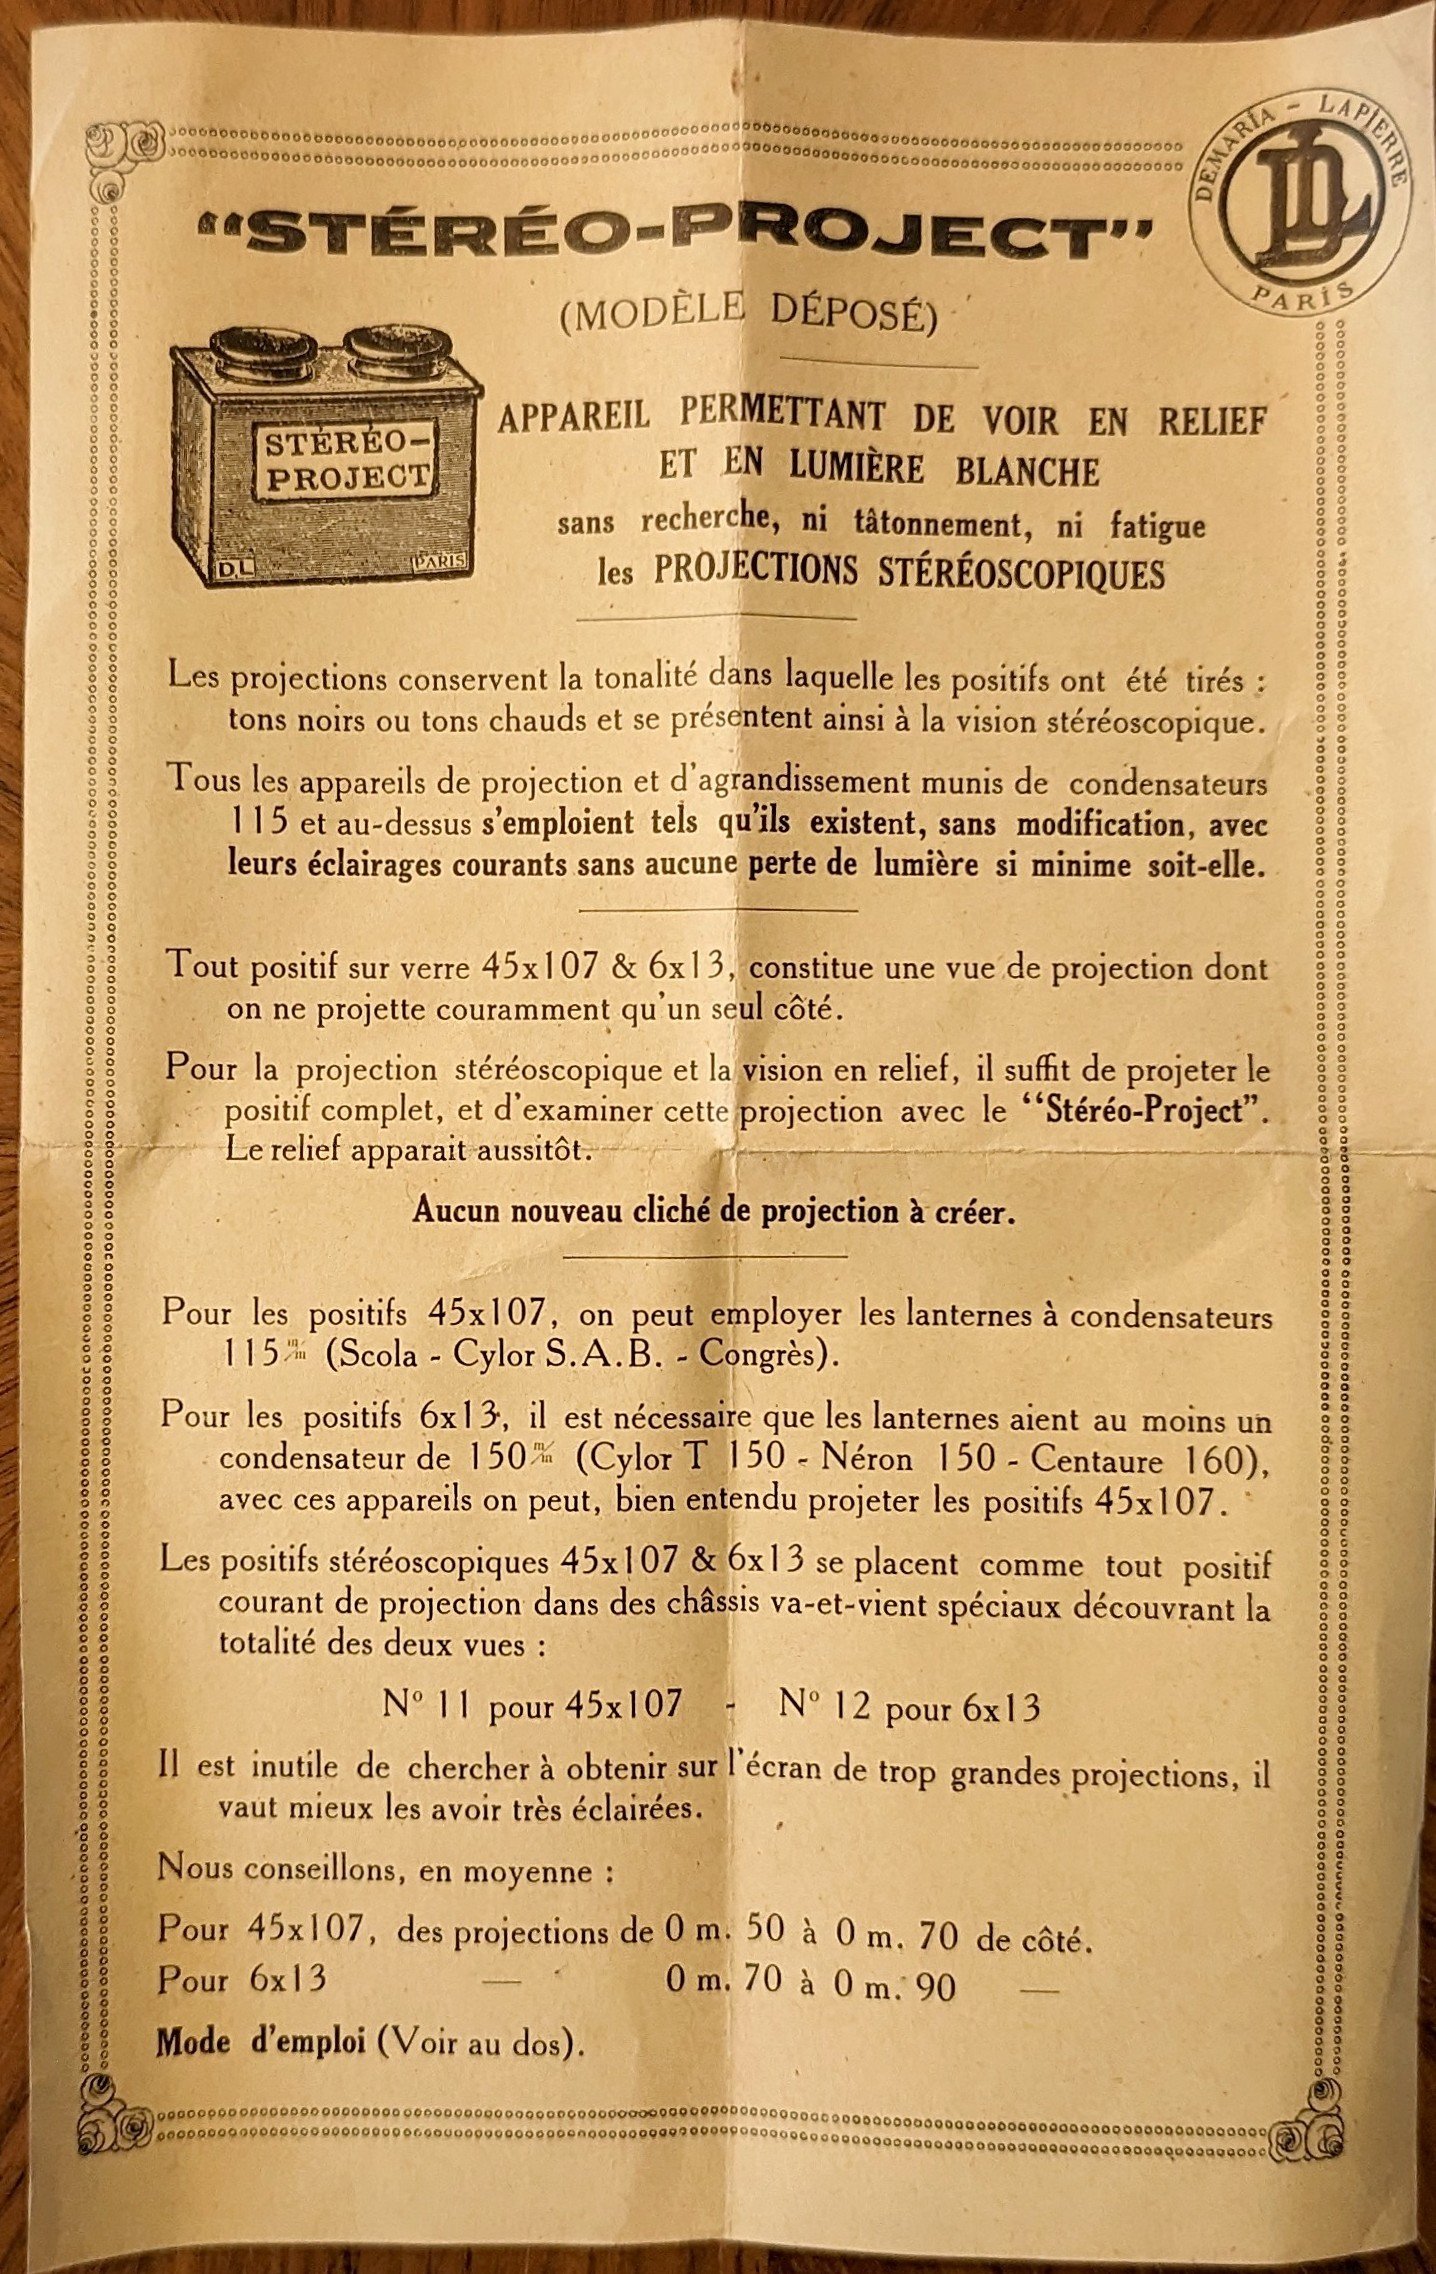 DEMARIA - LAPIERRE
DL
PARIS
"STÉRÉO-PROJECT"
(MODÈLE DÉPOSÉ)
STÉRÉO-
PROJECT
D.L
PARIS
APPAREIL PERMETTANT DE VOIR EN RELIEF
ET EN LUMIÈRE BLANCHE
sans recherche, ni tâtonnement, ni fatigue
les PROJECTIONS STÉRÉOSCOPIQUES
Les projections conservent la tonalité dans laquelle les positifs ont été tirés :
tons noirs ou tons chauds et se présentent ainsi à la vision stéréoscopique.
Tous les appareils de projection et d'agrandissement munis de condensateurs
115 et au-dessus s'emploient tels qu'ils existent, sans modification, avec
leurs éclairages courants sans aucune perte de lumière si minime soit-elle.
Tout positif sur verre 45x107 & 6x13, constitue une vue de projection dont
on ne projette couramment qu'un seul côté.
Pour la projection stéréoscopique et la vision en relief, il suffit de projeter le
positif complet, et d'examiner cette projection avec le "Stéréo-Project".
Le relief apparait aussitôt.
Aucun nouveau cliché de projection à créer.
Pour les positifs 45x107, on peut employer les lanternes à condensateurs
115 m/m (Scola - Cylor S.A.B. - Congrès).
Pour les positifs 6x13, il est nécessaire que les lanternes aient au moins un
condensateur de 150 m/m (Cylor T 150 - Néron 150 - Centaure 160),
avec ces appareils on peut, bien entendu projeter les positifs 45x107.
Les positifs stéréoscopiques 45x107 & 6x13 se placent comme tout positif
courant de projection dans des châssis va-et-vient spéciaux découvrant la
totalité des deux vues :
Nº 11 pour 45x107 - Nº 12 pour 6x13
Il est inutile de chercher à obtenir sur l'écran de trop grandes projections, il
vaut mieux les avoir très éclairées.
Nous conseillons, en moyenne :
Pour 45x107, des projections de 0 m. 50 à 0 m. 70 de côté.
Pour 6x13 — 0 m. 70 à 0 m. 90 —
Mode d'emploi (Voir au dos).